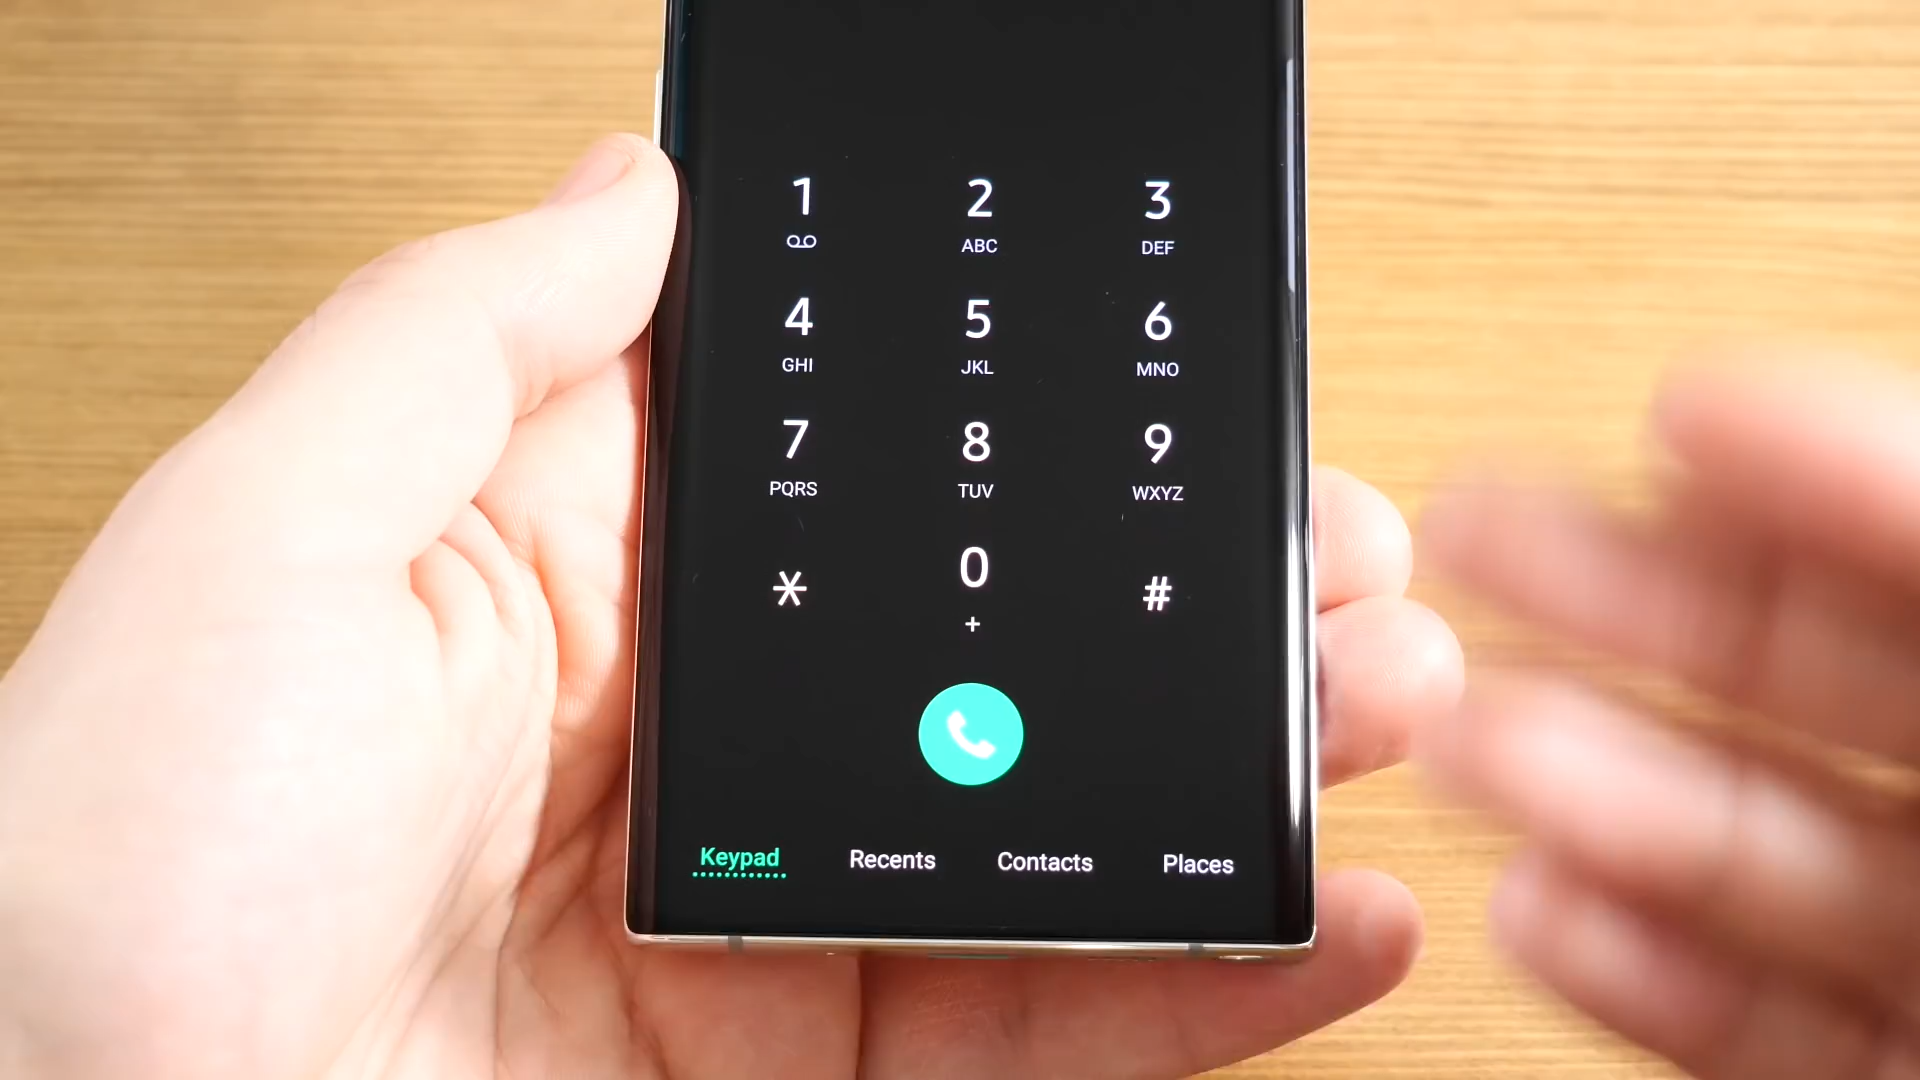 1 2 3
ABC DEF
4 5 6
GHI JKL MNO
7 8 9
PQRS TUV WXYZ
* 0 #
+
Keypad Recents Contacts Places